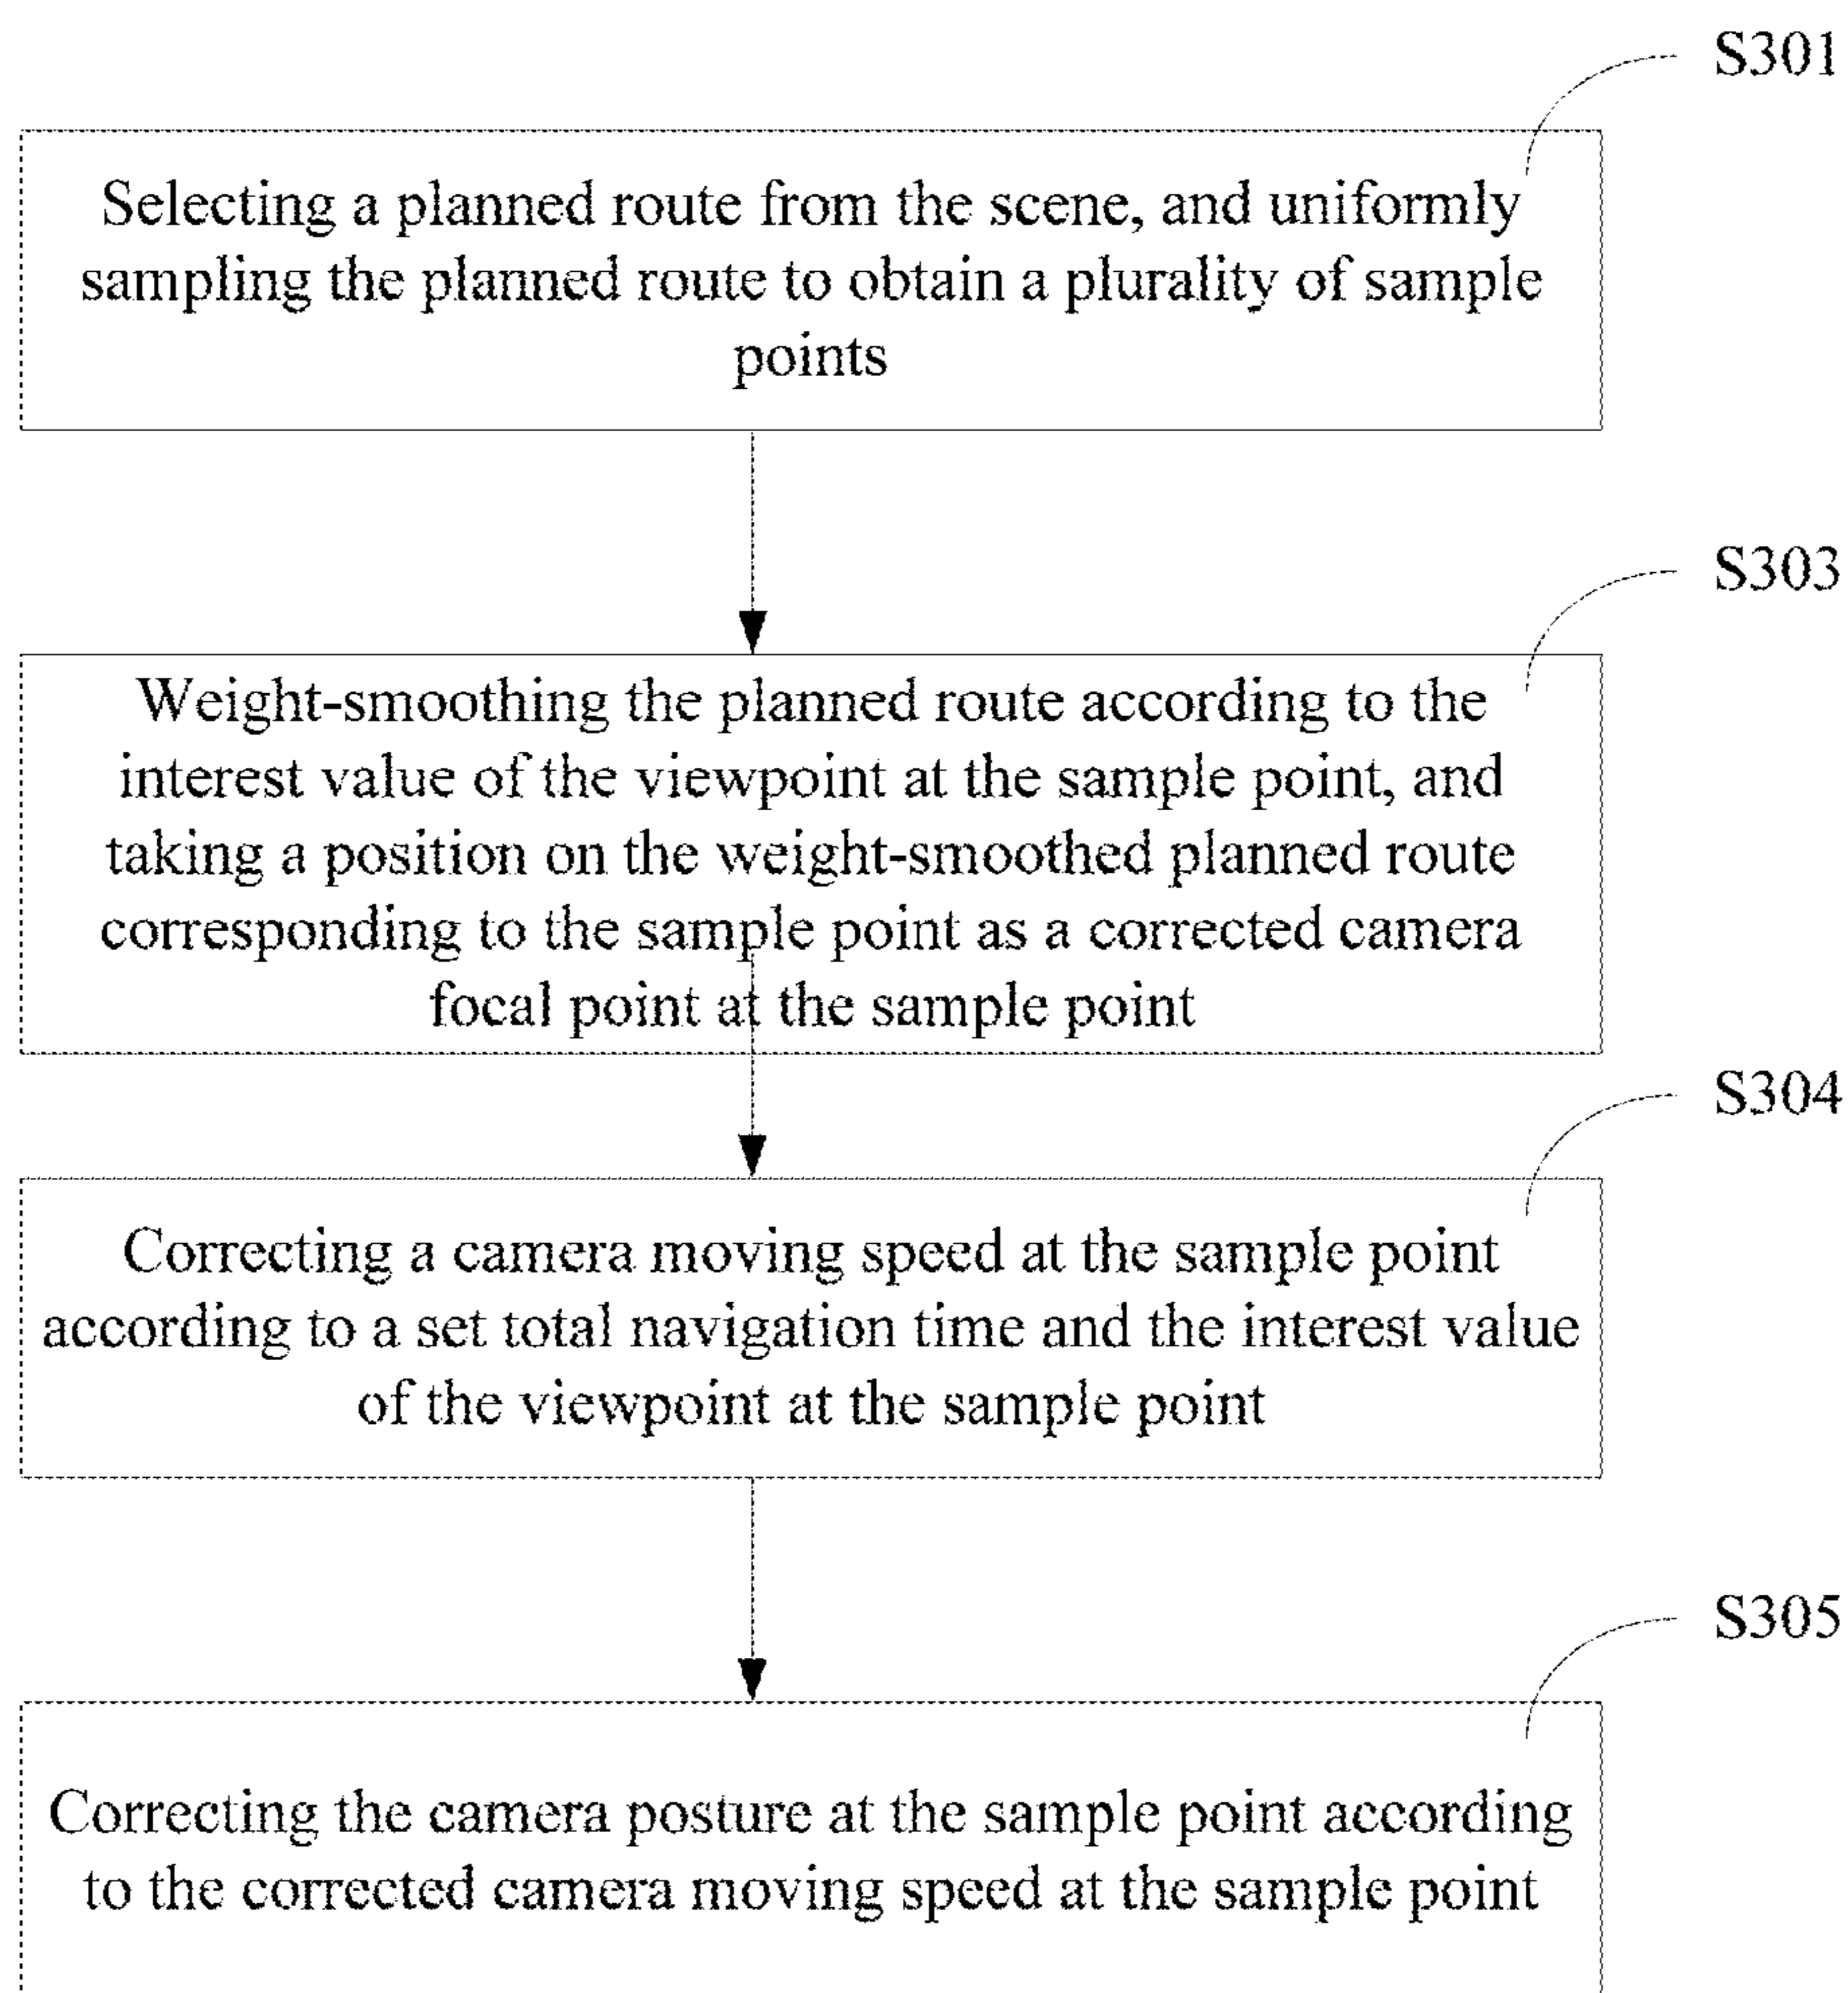 S301
Selecting a planned route from the scene, and uniformly
sampling the planned route to obtain a plurality of sample
points
S303
Weight-smoothing the planned route according to the
interest value of the viewpoint at the sample point, and
taking a position on the weight-smoothed planned route
corresponding to the sample point as a corrected camera
focal point at the sample point
S304
Correcting a camera moving speed at the sample point
according to a set total navigation time and the interest value
of the viewpoint at the sample point
S305
Correcting the camera posture at the sample point according
to the corrected camera moving speed at the sample point